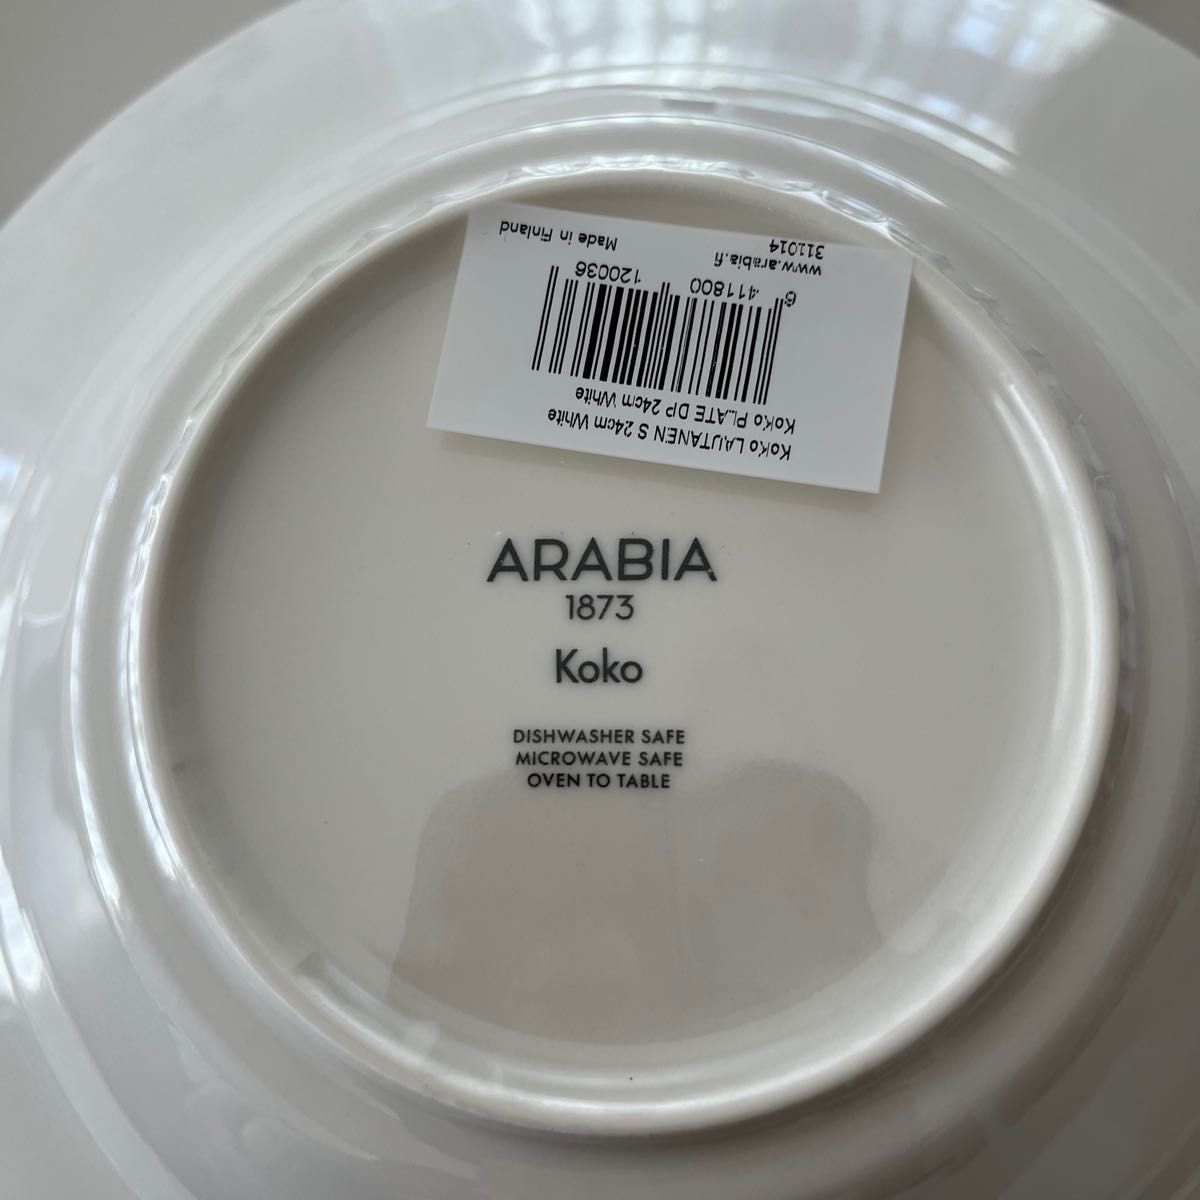 KoKo LAUTANEN S 24cm White
KoKo PLATE DP 24cm White
6 411800 120036
www.arabia.fi
311014
Made in Finland
ARABIA
1873
Koko
DISHWASHER SAFE
MICROWAVE SAFE
OVEN TO TABLE